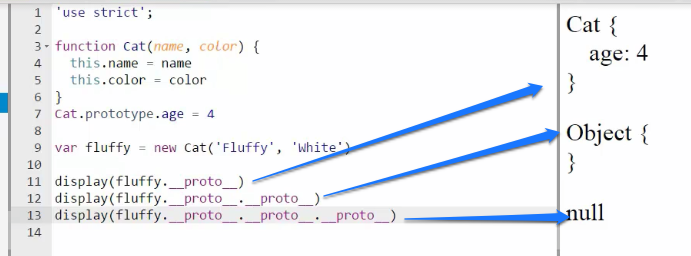 1 'use strict';
2
3 function Cat(name, color) {
4 this.name = name
5 this.color = color
6 }
7 Cat.prototype.age = 4
8
9 var fluffy = new Cat('Fluffy', 'White')
10
11 display(fluffy.__proto__)
12 display(fluffy.__proto__.__proto__)
13 display(fluffy.__proto__.__proto__.__proto__)
14
Cat {
age: 4
}
Object {
}
null